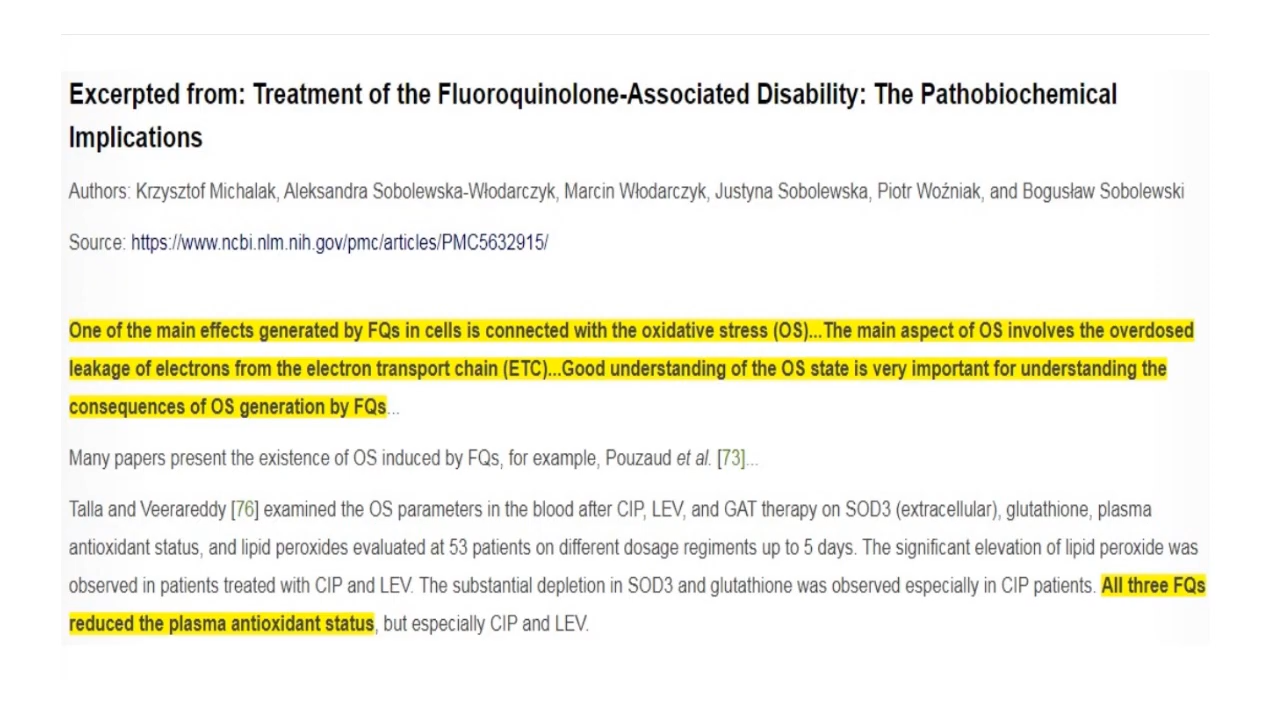 Excerpted from: Treatment of the Fluoroquinolone-Associated Disability: The Pathobiochemical
Implications
Authors: Krzysztof Michalak, Aleksandra Sobolewska-Włodarczyk, Marcin Włodarczyk, Justyna Sobolewska, Piotr Woźniak, and Bogusław Sobolewski
Source: https://www.ncbi.nlm.nih.gov/pmc/articles/PMC5632915/
One of the main effects generated by FQs in cells is connected with the oxidative stress (OS)...The main aspect of OS involves the overdosed
leakage of electrons from the electron transport chain (ETC)...Good understanding of the OS state is very important for understanding the
consequences of OS generation by FQs...
Many papers present the existence of OS induced by FQs, for example, Pouzaud et al. [73]...
Talla and Veerareddy [76] examined the OS parameters in the blood after CIP, LEV, and GAT therapy on SOD3 (extracellular), glutathione, plasma
antioxidant status, and lipid peroxides evaluated at 53 patients on different dosage regiments up to 5 days. The significant elevation of lipid peroxide was
observed in patients treated with CIP and LEV. The substantial depletion in SOD3 and glutathione was observed especially in CIP patients. All three FQs
reduced the plasma antioxidant status, but especially CIP and LEV.